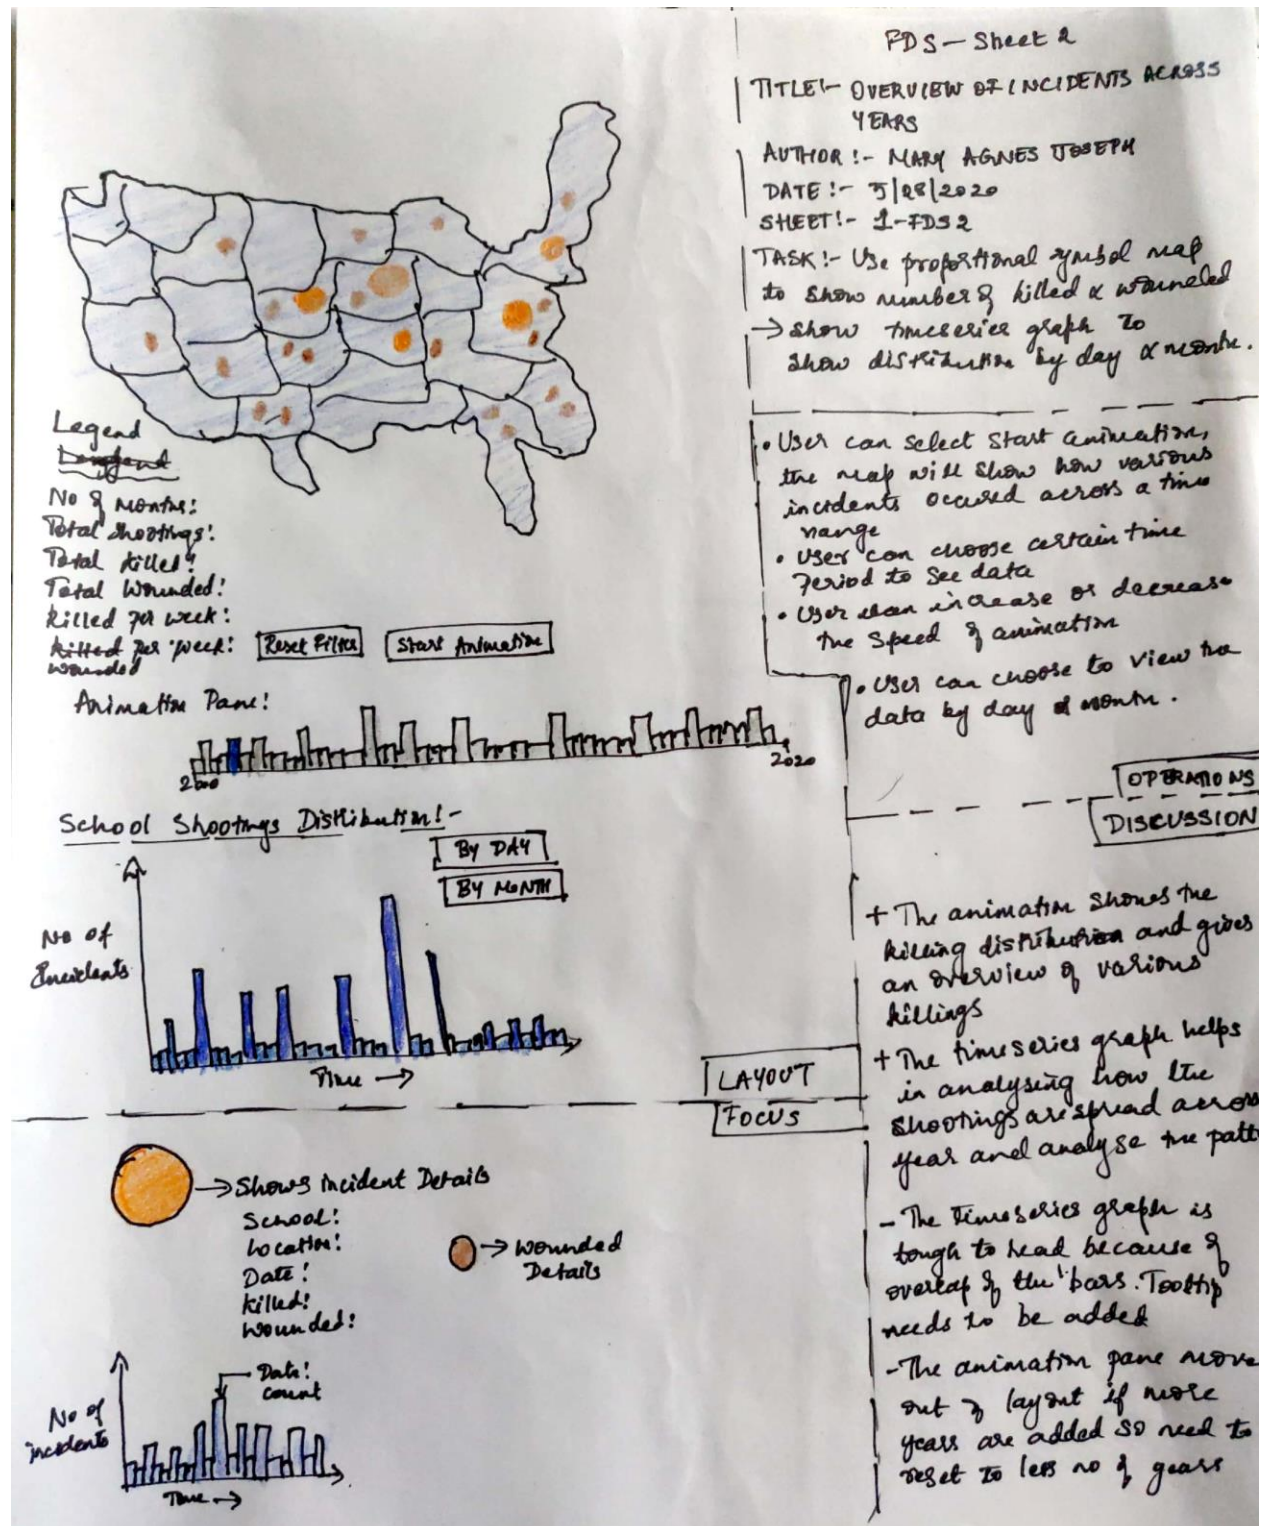 FDS - Sheet 2
TITLE:- OVERVIEW OF INCIDENTS ACROSS
YEARS
AUTHOR:- MARY AGNES JOSEPH
DATE:- 5/28/2020
SHEET:- 1-FDS2
TASK:- Use proportional symbol map
to show number of killed & wounded
→ show timeseries graph to
show distribution by day & month.
• User can select start animation,
the map will show how various
incidents occured across a time
range
• User can choose certain time
Period to see data
• User can increase or decrease
the speed of animation
• User can choose to view the
data by day & month.
OPERATIONS
Legend
No of months:
Total shootings:
Total killed:
Total Wounded:
killed per week:
killed per week:
wounded
Reset Filter
Start Animation
Animation Pane:
2000
2020
School Shootings Distribution:-
By DAY
By MONTH
No of
Incidents
Time →
LAYOUT
FOCUS
→ Shows incident Details
School:
Location:
Date:
killed:
Wounded:
→ Wounded
Details
Date:
count
No of
incidents
Time →
DISCUSSION
+ The animation shows the
killing distribution and gives
an overview of various
killings
+ The timeseries graph helps
in analysing how the
shootings are spread across
year and analyse the patt
- The timeseries graph is
tough to read because of
overlap of the bars. Tooltip
needs to be added
- The animation pane move
out of layout if more
years are added so need to
reset to less no of years